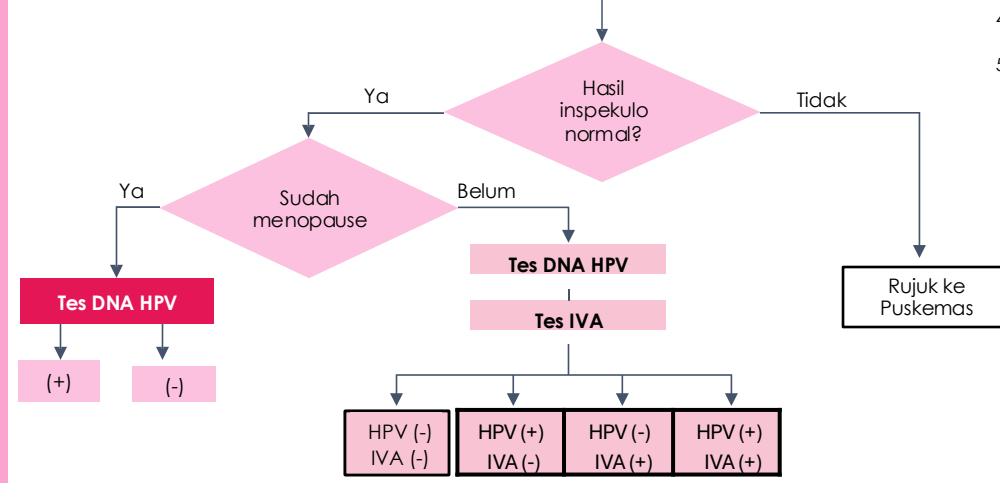 Hasil
inspekulo
normal?
Ya
Tidak
Sudah
menopause
Ya
Belum
Tes DNA HPV
Tes IVA
Tes DNA HPV
(+)
(-)
Rujuk ke
Puskemas
HPV (-)
IVA (-)
HPV (+)
IVA (-)
HPV (-)
IVA (+)
HPV (+)
IVA (+)